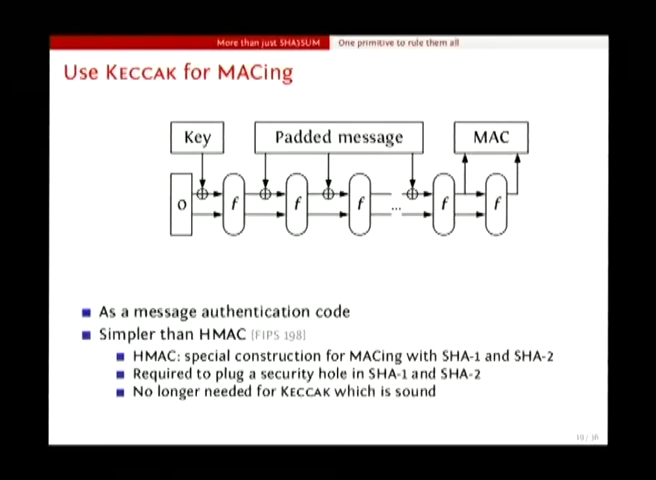 More than just SHA3SUM One primitive to rule them all
Use KECCAK for MACing
Key Padded message MAC
0 f f f ... f f
As a message authentication code
Simpler than HMAC [FIPS 198]
HMAC: special construction for MACing with SHA-1 and SHA-2
Required to plug a security hole in SHA-1 and SHA-2
No longer needed for KECCAK which is sound
19 / 36